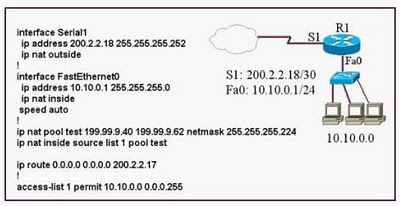 interface Serial1
ip address 200.2.2.18 255.255.255.252
ip nat outside
!
interface FastEthernet0
ip address 10.10.0.1 255.255.255.0
ip nat inside
speed auto
!
ip nat pool test 199.99.9.40 199.99.9.62 netmask 255.255.255.224
ip nat inside source list 1 pool test
!
ip route 0.0.0.0 0.0.0.0 200.2.2.17
!
access-list 1 permit 10.10.0.0 0.0.0.255
R1
S1
Fa0
S1: 200.2.2.18/30
Fa0: 10.10.0.1/24
10.10.0.0